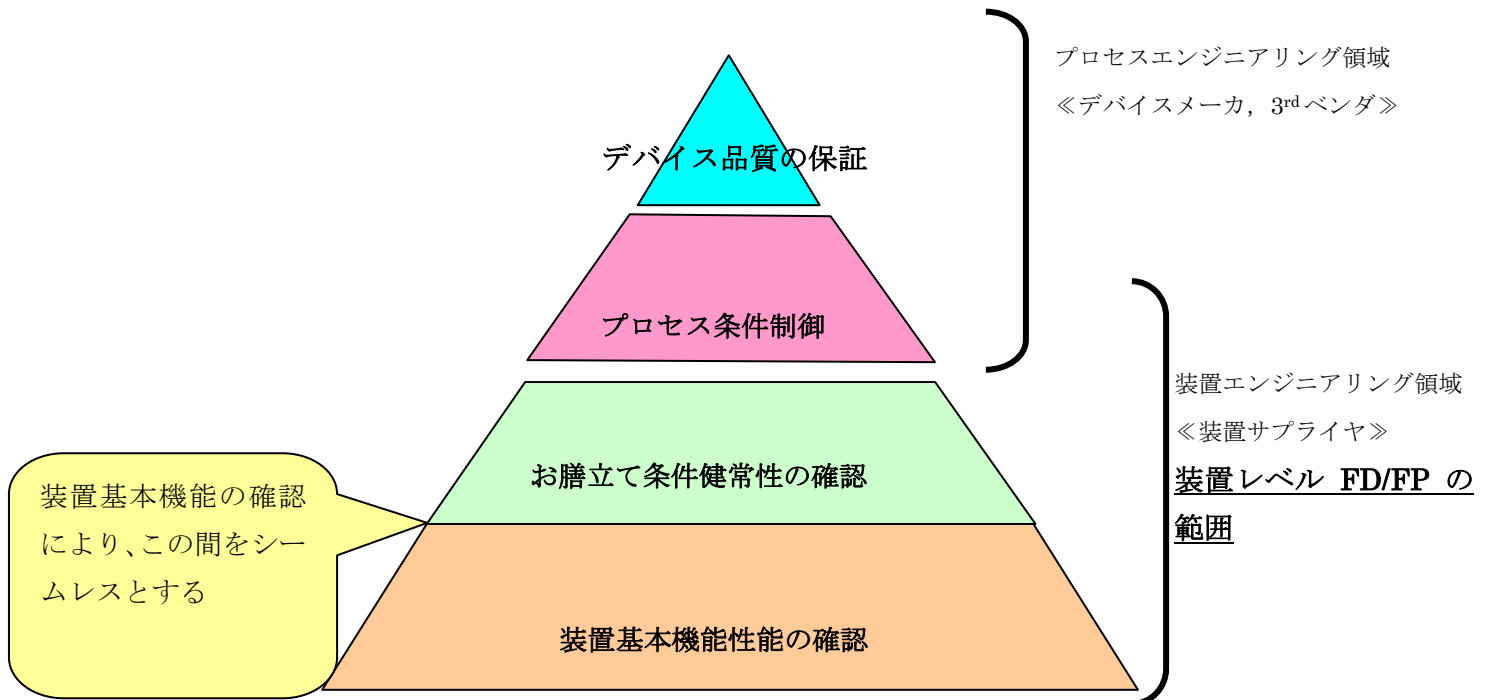 プロセスエンジニアリング領域
≪デバイスメーカ，3rdベンダ≫
デバイス品質の保証
プロセス条件制御
装置エンジニアリング領域
≪装置サプライヤ≫
装置レベル FD/FP の
範囲
お膳立て条件健常性の確認
装置基本機能の確認
により、この間をシー
ムレスとする
装置基本機能性能の確認